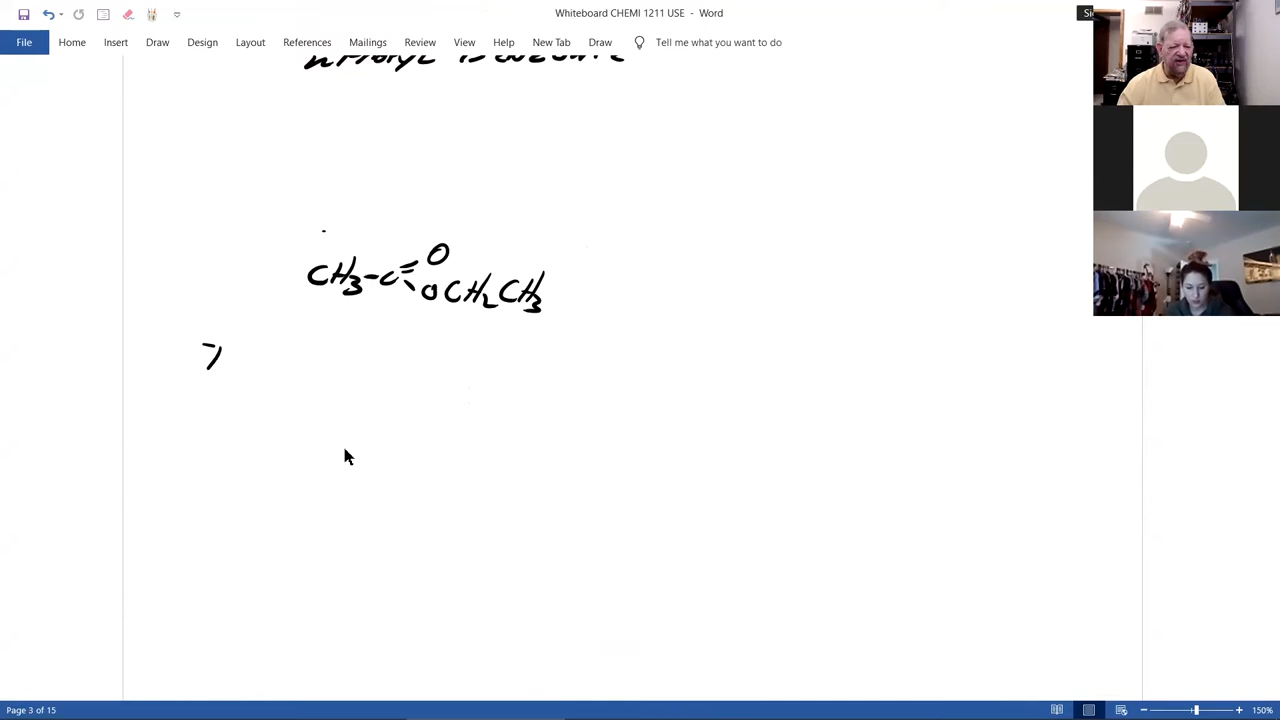 Whiteboard CHEMI 1211 USE - Word
File Home Insert Draw Design Layout References Mailings Review View Help New Tab Draw Tell me what you want to do
CH3-C=O
OCH2CH3
Page 3 of 15
150%